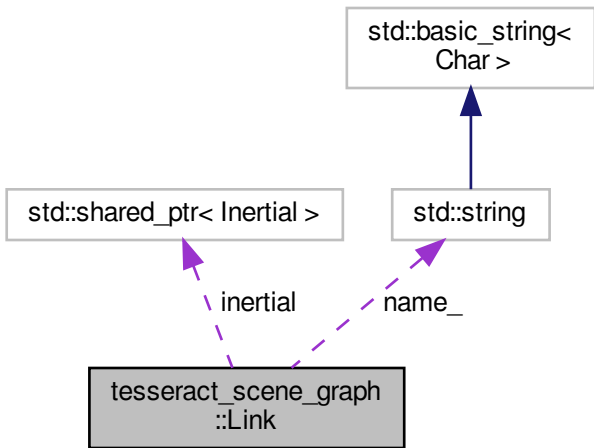 std::basic_string<
Char >
std::shared_ptr< Inertial >
std::string
inertial
name_
tesseract_scene_graph
::Link